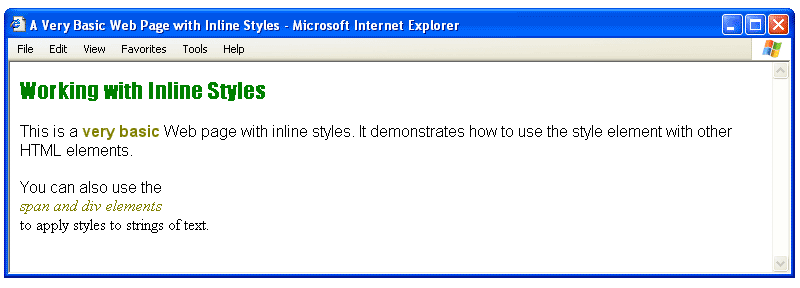 A Very Basic Web Page with Inline Styles - Microsoft Internet Explorer
File Edit View Favorites Tools Help
Working with Inline Styles
This is a very basic Web page with inline styles. It demonstrates how to use the style element with other
HTML elements.
You can also use the
span and div elements
to apply styles to strings of text.